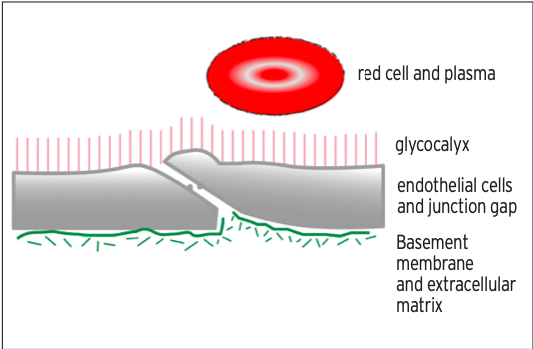 red cell and plasma
glycocalyx
endothelial cells
and junction gap
Basement
membrane
and extracellular
matrix